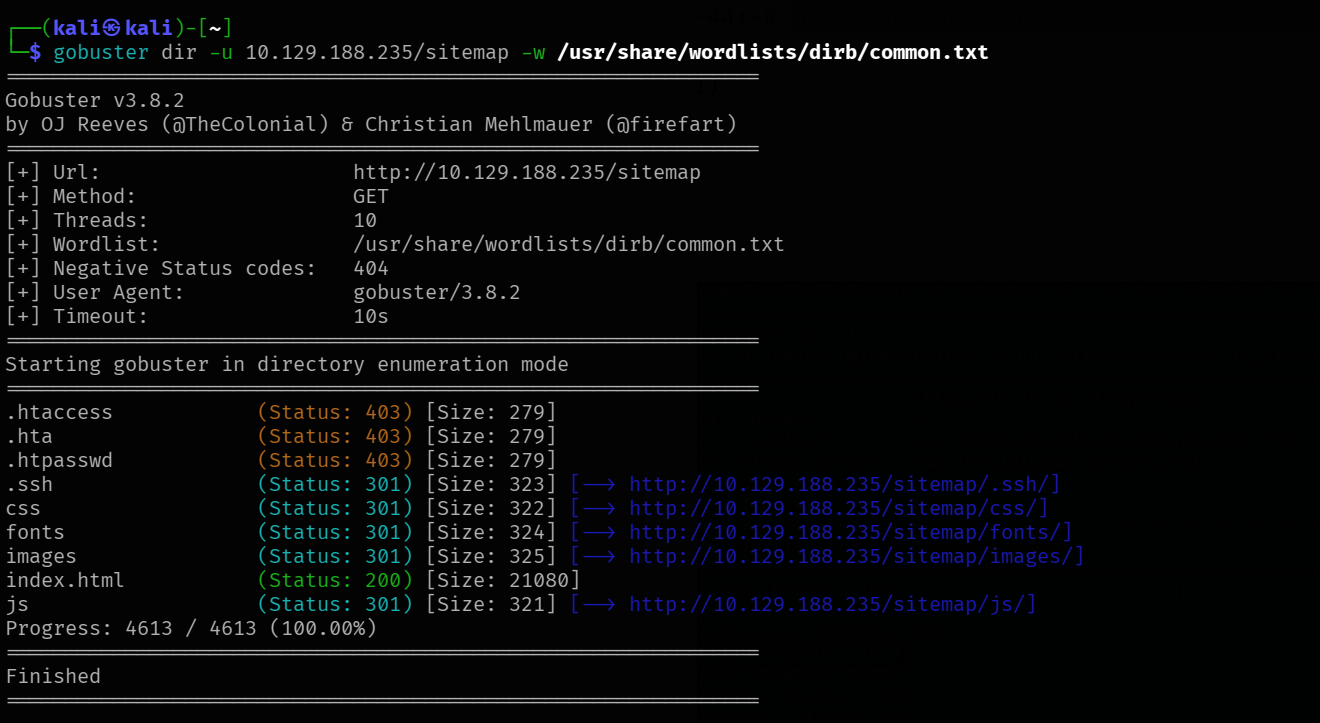 ┌──(kali㉿kali)-[~]
└─$ gobuster dir -u 10.129.188.235/sitemap -w /usr/share/wordlists/dirb/common.txt
===============================================================
Gobuster v3.8.2
by OJ Reeves (@TheColonial) & Christian Mehlmauer (@firefart)
===============================================================
[+] Url:                     http://10.129.188.235/sitemap
[+] Method:                  GET
[+] Threads:                 10
[+] Wordlist:                /usr/share/wordlists/dirb/common.txt
[+] Negative Status codes:   404
[+] User Agent:              gobuster/3.8.2
[+] Timeout:                 10s
===============================================================
Starting gobuster in directory enumeration mode
===============================================================
.htaccess            (Status: 403) [Size: 279]
.hta                 (Status: 403) [Size: 279]
.htpasswd            (Status: 403) [Size: 279]
.ssh                 (Status: 301) [Size: 323] [--> http://10.129.188.235/sitemap/.ssh/]
css                  (Status: 301) [Size: 322] [--> http://10.129.188.235/sitemap/css/]
fonts                (Status: 301) [Size: 324] [--> http://10.129.188.235/sitemap/fonts/]
images               (Status: 301) [Size: 325] [--> http://10.129.188.235/sitemap/images/]
index.html           (Status: 200) [Size: 21080]
js                   (Status: 301) [Size: 321] [--> http://10.129.188.235/sitemap/js/]
Progress: 4613 / 4613 (100.00%)
===============================================================
Finished
===============================================================